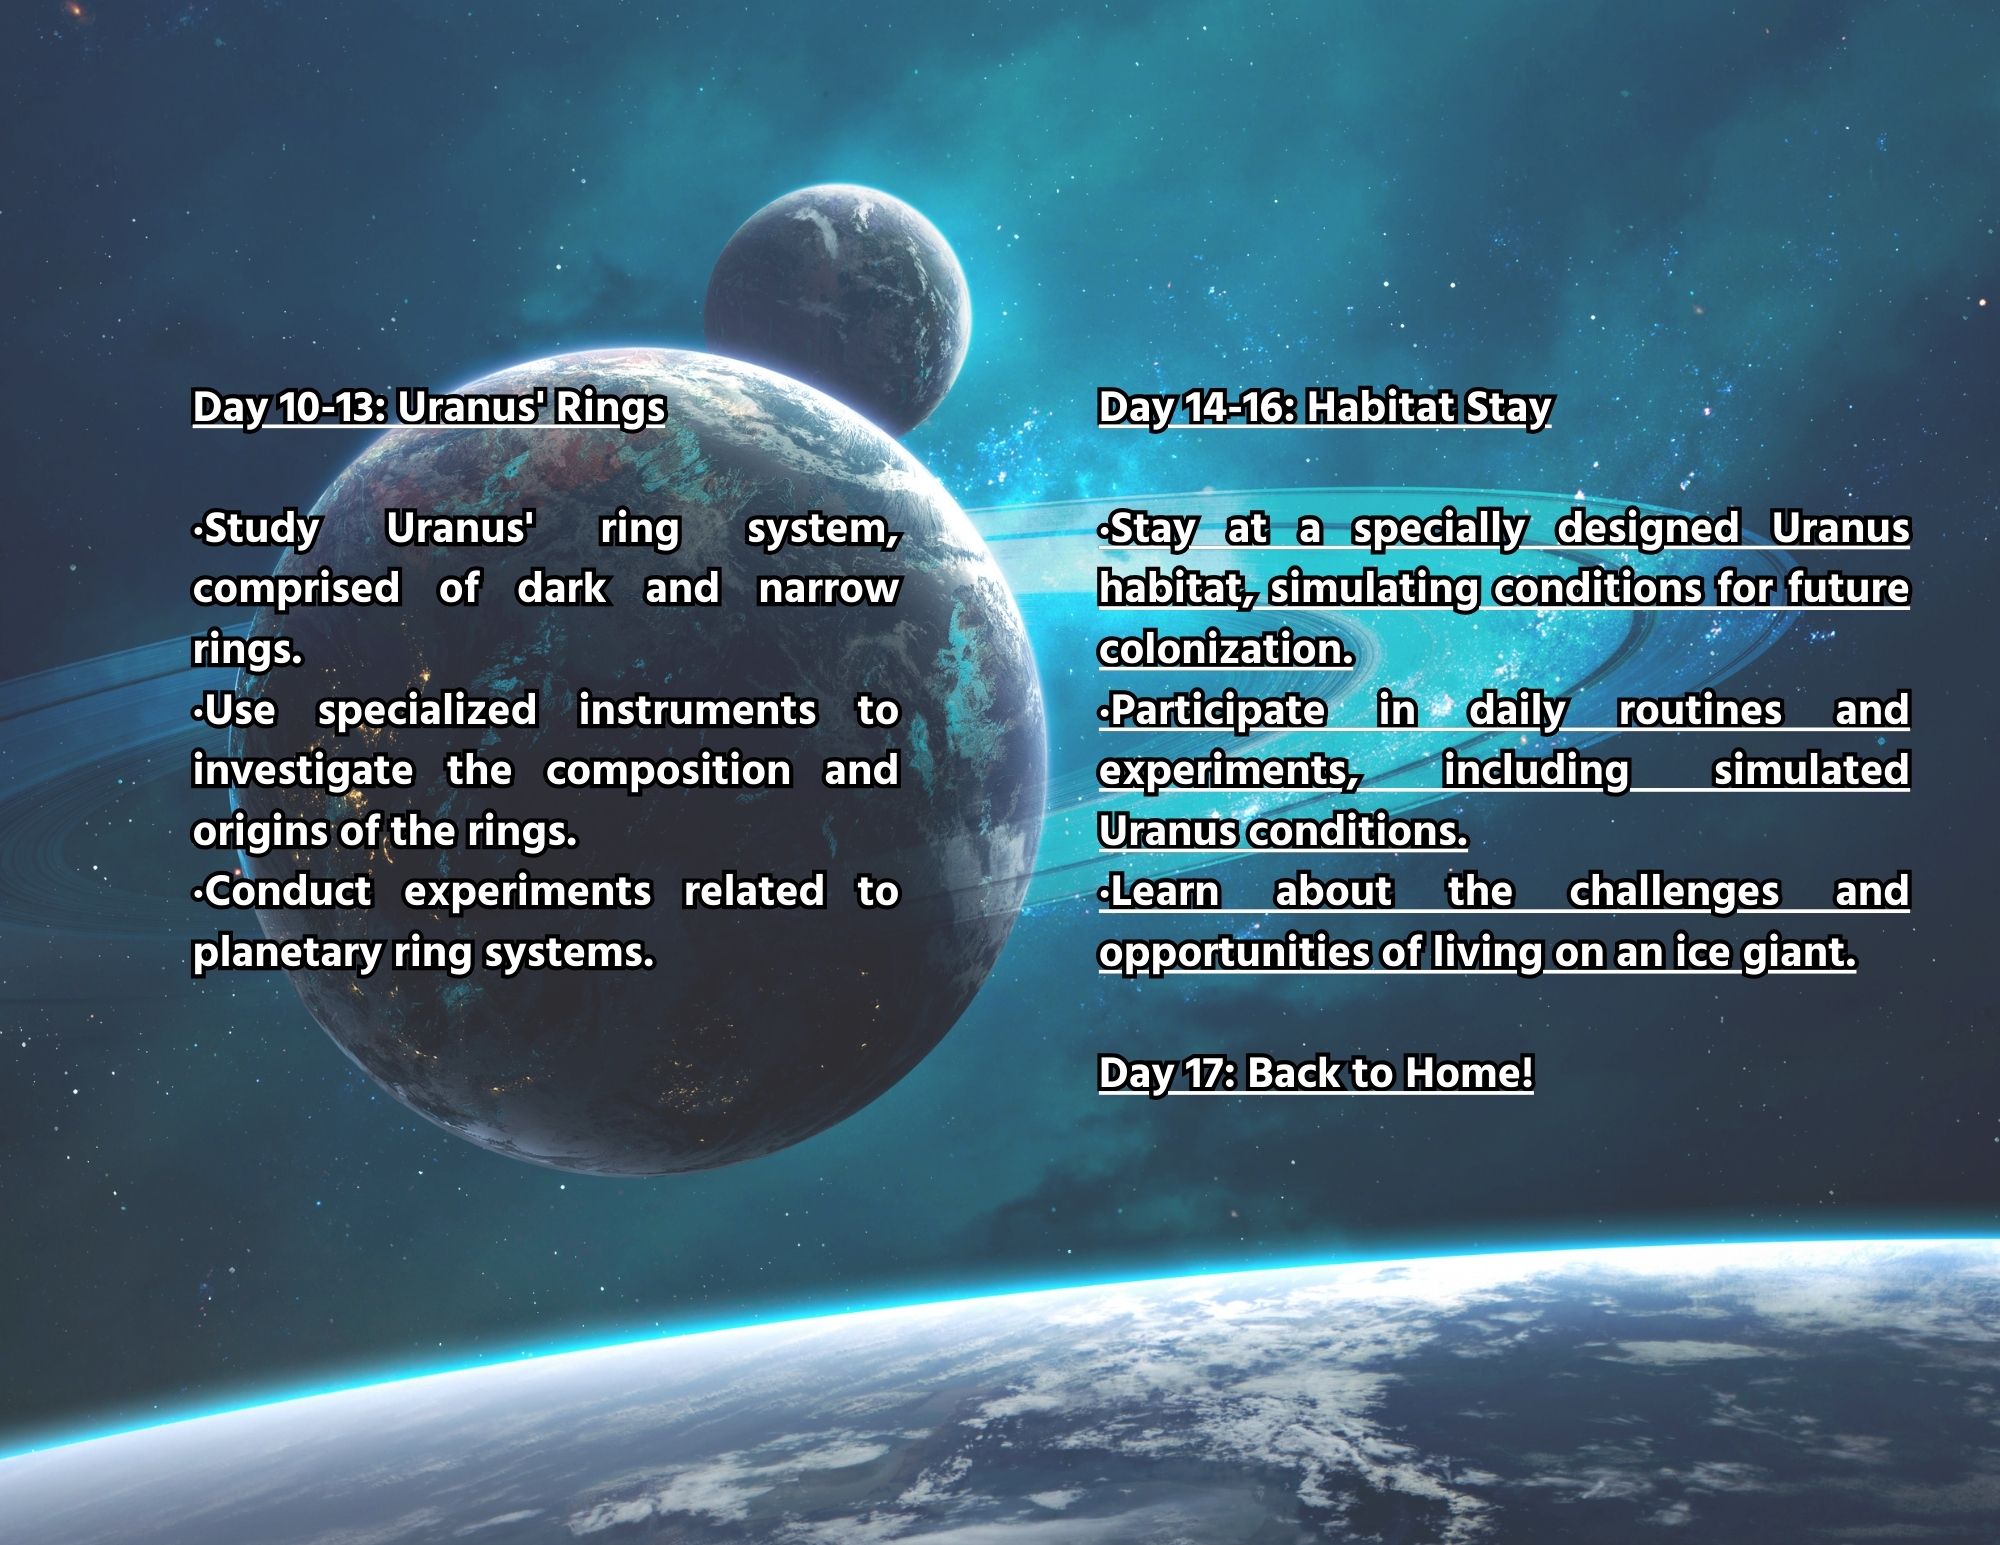 Day 10-13: Uranus' Rings
·Study Uranus' ring system,
comprised of dark and narrow
rings.
·Use specialized instruments to
investigate the composition and
origins of the rings.
·Conduct experiments related to
planetary ring systems.
Day 14-16: Habitat Stay
·Stay at a specially designed Uranus
habitat, simulating conditions for future
colonization.
·Participate in daily routines and
experiments, including simulated
Uranus conditions.
·Learn about the challenges and
opportunities of living on an ice giant.
Day 17: Back to Home!